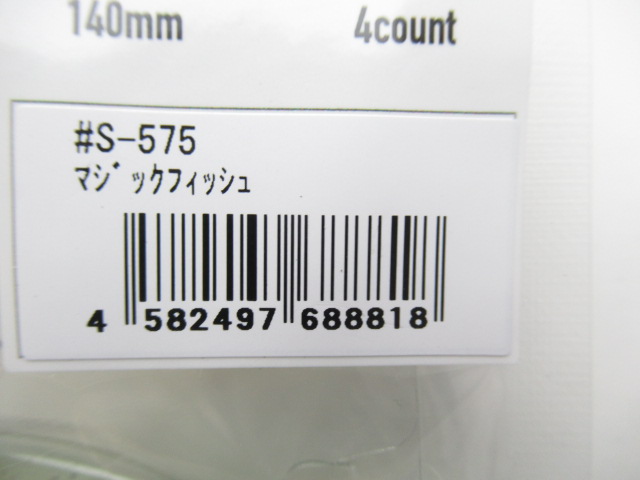 140mm 4count
#S-575
ﾏｼﾞｯｸﾌｨｯｼｭ
4 582497 688818